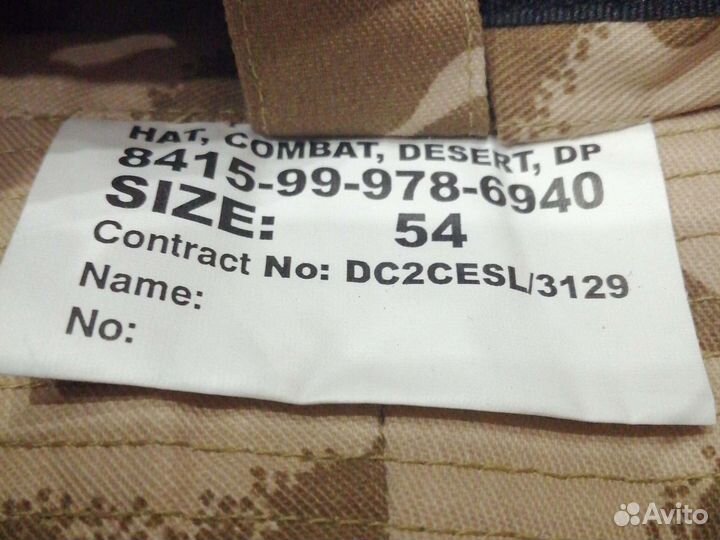 HAT, COMBAT, DESERT, DP
8415-99-978-6940
SIZE: 54
Contract No: DC2CESL/3129
Name:
No:
Avito